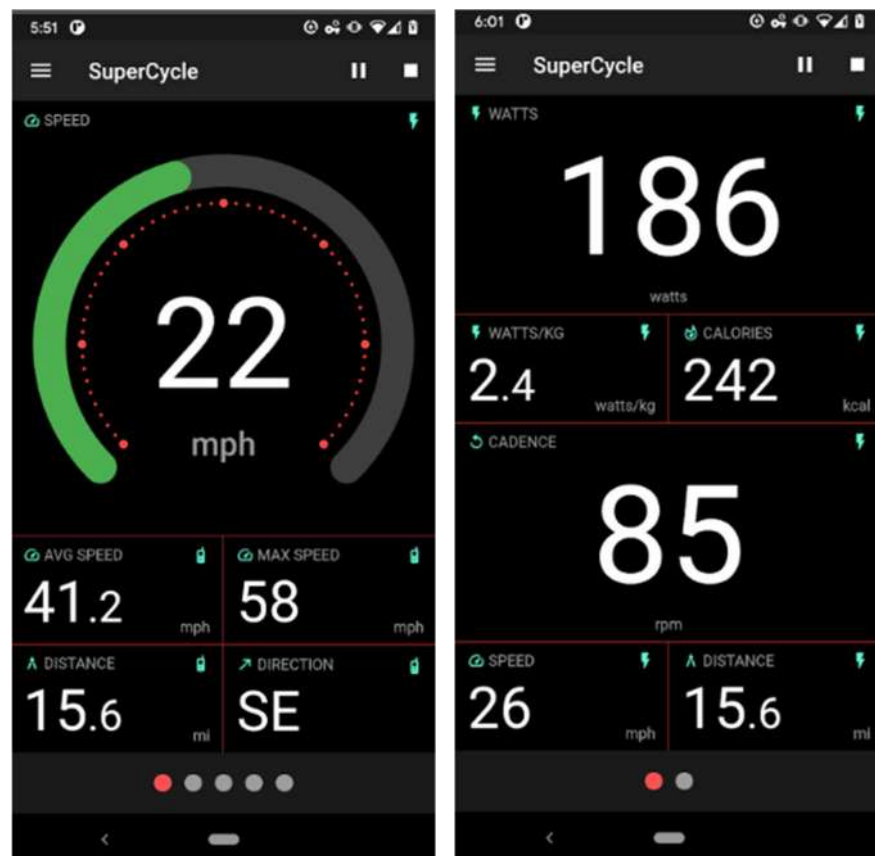 5:51
SuperCycle
SPEED
22
mph
AVG SPEED
41.2 mph
MAX SPEED
58 mph
DISTANCE
15.6 mi
DIRECTION
SE
6:01
SuperCycle
WATTS
186
watts
WATTS/KG
2.4 watts/kg
CALORIES
242 kcal
CADENCE
85
rpm
SPEED
26 mph
DISTANCE
15.6 mi